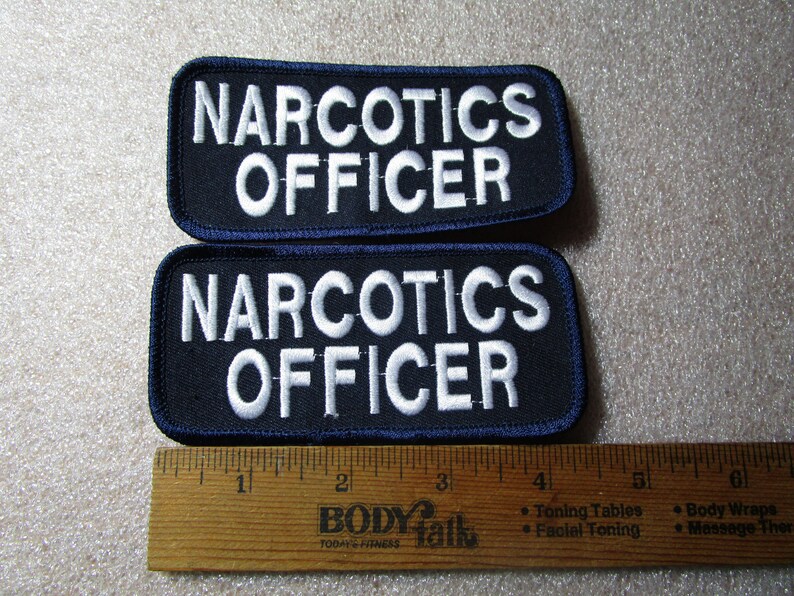 NARCOTICS
OFFICER
NARCOTICS
OFFICER
1 2 3 4 5 6
BODY talk
TODAY'S FITNESS
• Toning Tables • Body Wraps
• Facial Toning • Massage Ther